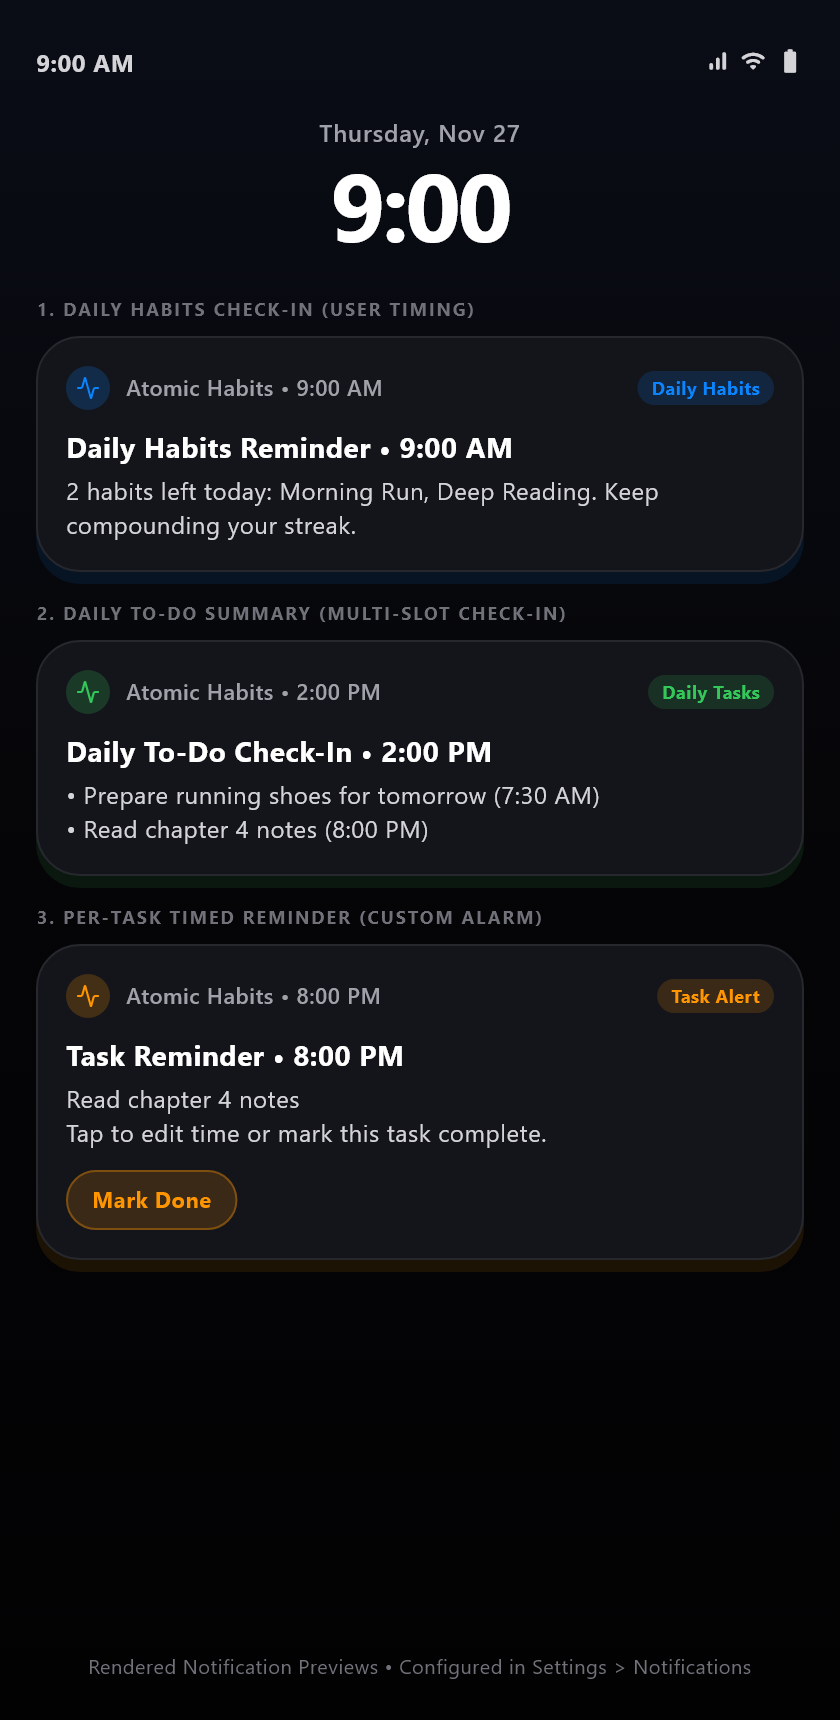 9:00 AM
Thursday, Nov 27
9:00
1. DAILY HABITS CHECK-IN (USER TIMING)
Atomic Habits • 9:00 AM
Daily Habits
Daily Habits Reminder • 9:00 AM
2 habits left today: Morning Run, Deep Reading. Keep
compounding your streak.
2. DAILY TO-DO SUMMARY (MULTI-SLOT CHECK-IN)
Atomic Habits • 2:00 PM
Daily Tasks
Daily To-Do Check-In • 2:00 PM
• Prepare running shoes for tomorrow (7:30 AM)
• Read chapter 4 notes (8:00 PM)
3. PER-TASK TIMED REMINDER (CUSTOM ALARM)
Atomic Habits • 8:00 PM
Task Alert
Task Reminder • 8:00 PM
Read chapter 4 notes
Tap to edit time or mark this task complete.
Mark Done
Rendered Notification Previews • Configured in Settings > Notifications